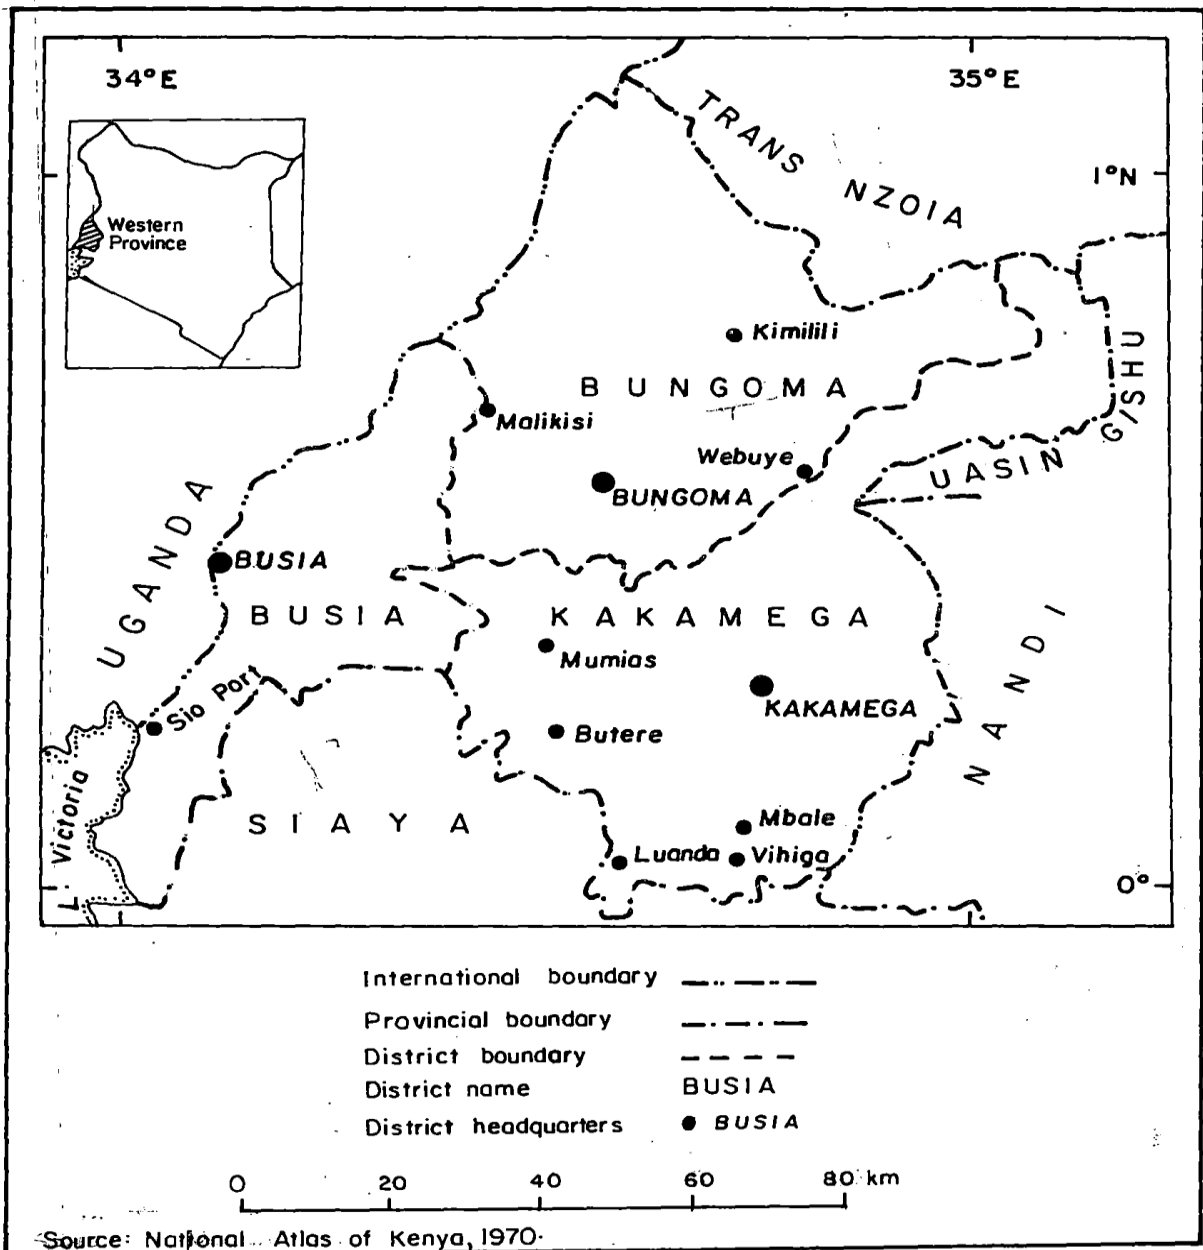 34°E
35°E
TRANS NZOIA
1°N
Western
Province
Kimilili
BUNGOMA
GISHU
Malikisi
Webuye
UASIN
BUNGOMA
UGANDA
BUSIA
BUSIA
KAKAMEGA
NANDI
Mumias
Sio Port
KAKAMEGA
Butere
Victoria
SIAYA
Mbale
Luanda
Vihiga
L.
0°
International boundary
Provincial boundary
District boundary
District name BUSIA
District headquarters BUSIA
0 20 40 60 80 km
Source: National Atlas of Kenya, 1970.